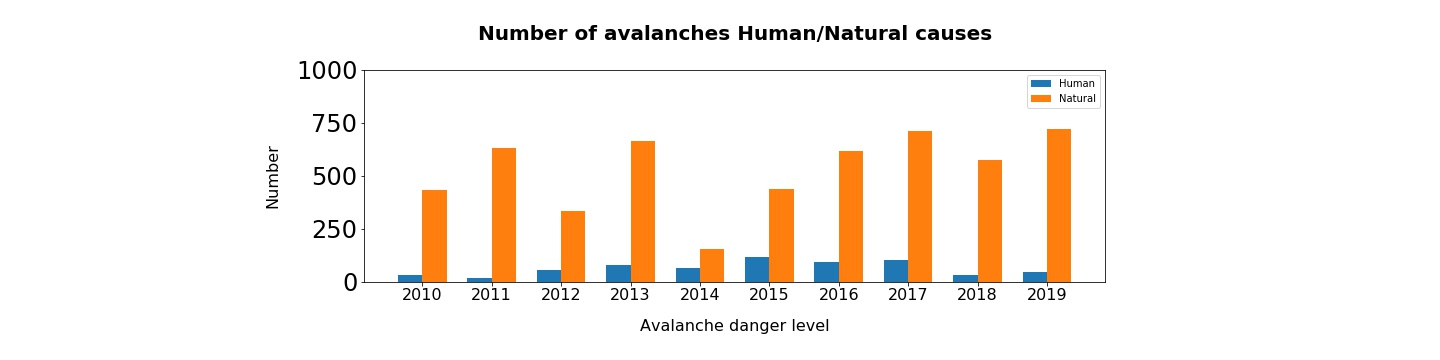 Number of avalanches Human/Natural causes
1000
750
500
250
0
Number
Human
Natural
2010 2011 2012 2013 2014 2015 2016 2017 2018 2019
Avalanche danger level